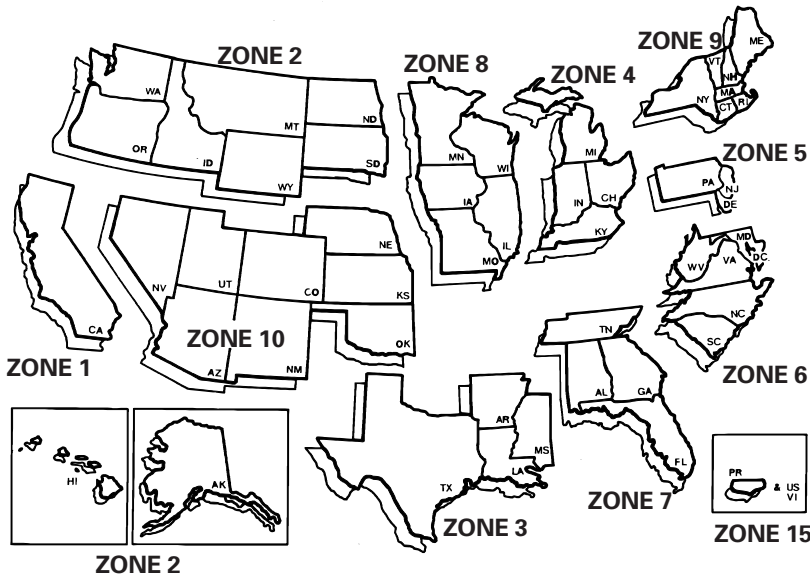 ZONE 2
ZONE 8
ZONE 4
ZONE 9
ME
VT
NH
MA
NY
CT
RI
WA
MT
ND
OR
ID
WY
SD
MN
WI
MI
IA
IL
MO
IN
CH
KY
ZONE 5
PA
NJ
DE
MD
DC.
WV
VA
NC
SC
ZONE 6
CA
ZONE 1
NV
UT
CO
NE
KS
OK
ZONE 10
AZ
NM
TN
AL
GA
FL
ZONE 7
AR
MS
LA
TX
ZONE 3
HI
AK
ZONE 2
PR
& US
VI
ZONE 15